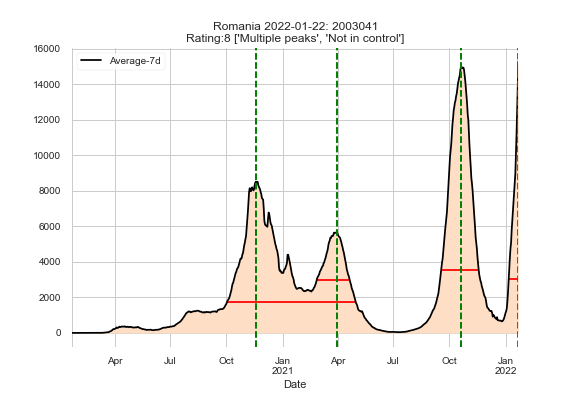 Romania 2022-01-22: 2003041
Rating:8 ['Multiple peaks', 'Not in control']
Average-7d
16000
14000
12000
10000
8000
6000
4000
2000
0
Apr Jul Oct Jan Apr Jul Oct Jan
2021 2022
Date